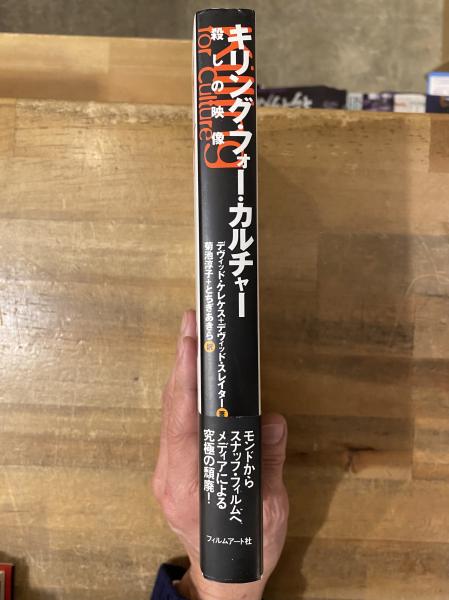 キリング・フォー・カルチャー
殺しの映像
Killing
for Culture
デヴィッド・ケレケス+デヴィッド・スレイター著
菊池淳子+とちぎあきら訳
モンドから
スナッフ・フィルムへ、
メディアによる
究極の頽廃!
フィルムアート社